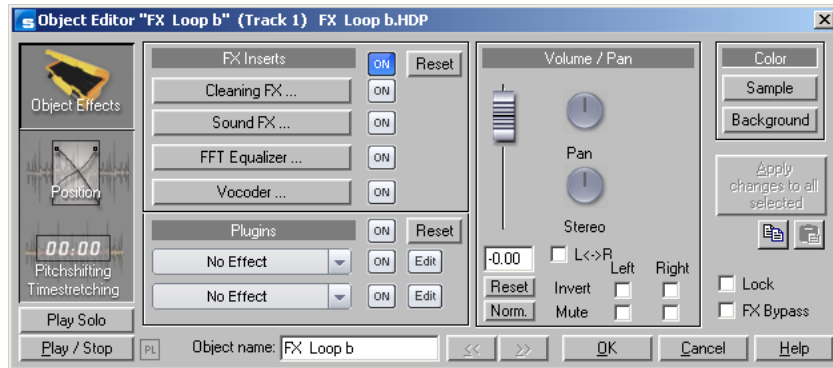 Object Editor "FX Loop b" (Track 1) FX Loop b.HDP
Object Effects
Position
00:00
Pitchshifting
Timestretching
Play Solo
Play / Stop
PL
FX Inserts
ON
Reset
Cleaning FX ...
ON
Sound FX ...
ON
FFT Equalizer ...
ON
Vocoder ...
ON
Plugins
ON
Reset
No Effect
ON
Edit
No Effect
ON
Edit
Volume / Pan
Pan
Stereo
-0.00
L<->R
Left
Right
Reset
Invert
Norm.
Mute
Color
Sample
Background
Apply
changes to all
selected
Lock
FX Bypass
Object name:
FX Loop b
<<
>>
OK
Cancel
Help